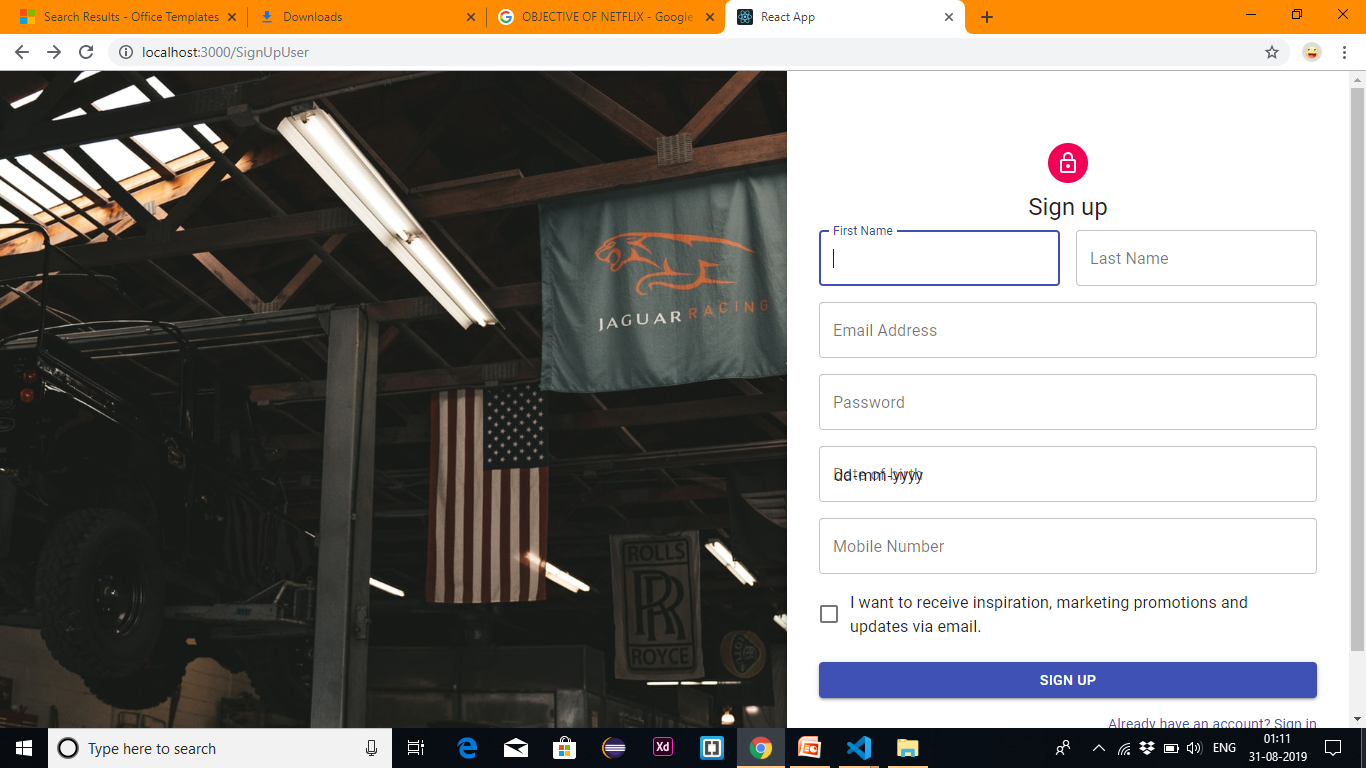 Search Results - Office Templates
Downloads
OBJECTIVE OF NETFLIX - Google
React App
localhost:3000/SignUpUser
JAGUAR RACING
ROLLS
RR
ROYCE
Sign up
First Name
Last Name
Email Address
Password
Date of birth
dd-mm-yyyy
Mobile Number
I want to receive inspiration, marketing promotions and
updates via email.
SIGN UP
Already have an account? Sign in
Type here to search
Xd
ENG
01:11
31-08-2019